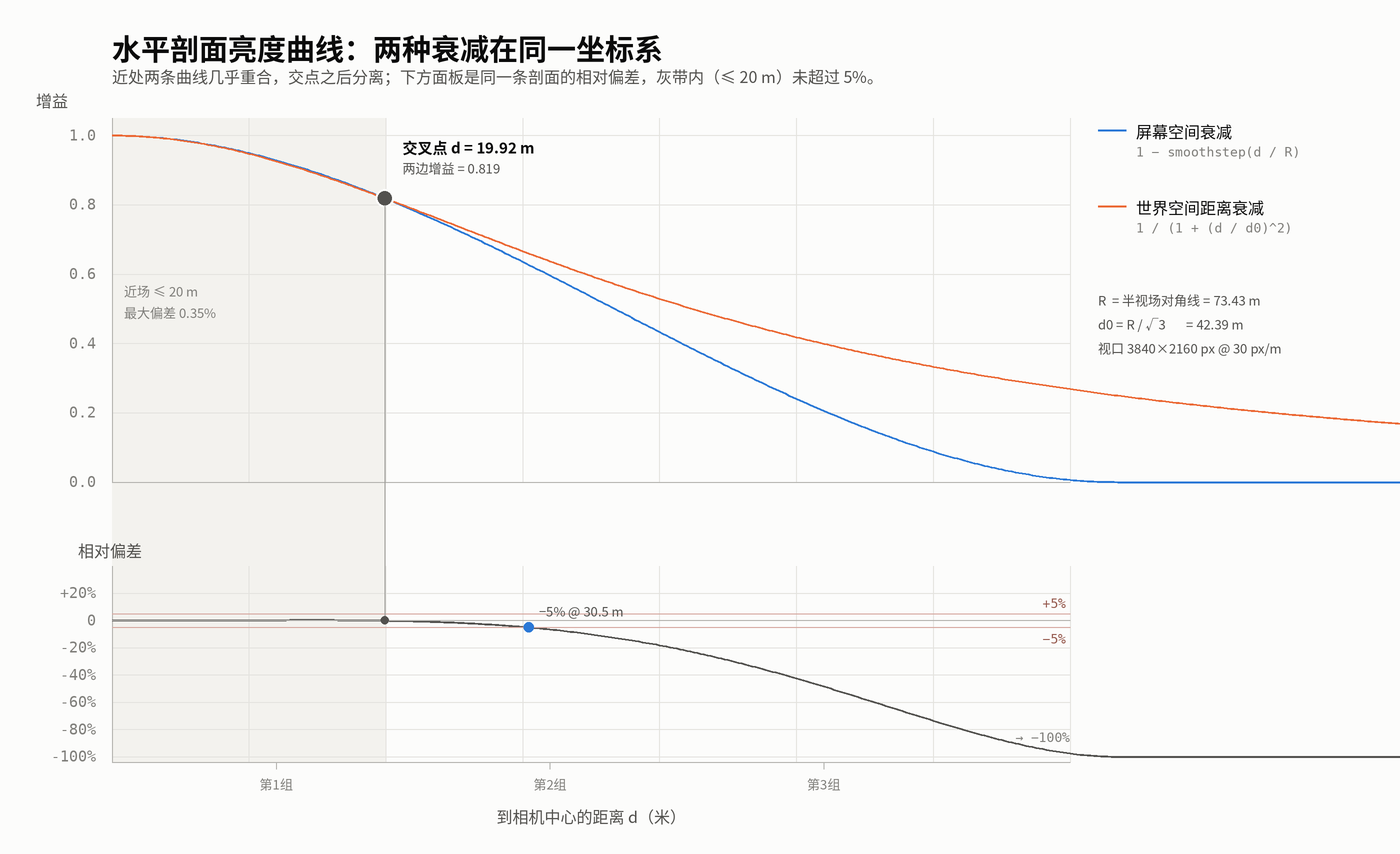 水平剖面亮度曲线：两种衰减在同一坐标系
近处两条曲线几乎重合，交点之后分离；下方面板是同一条剖面的相对偏差，灰带内（≤ 20 m）未超过 5%。
增益
1.0
0.8
0.6
0.4
0.2
0.0
交叉点 d = 19.92 m
两边增益 = 0.819
近场 ≤ 20 m
最大偏差 0.35%
屏幕空间衰减
1 − smoothstep(d / R)
世界空间距离衰减
1 / (1 + (d / d0)^2)
R = 半视场对角线 = 73.43 m
d0 = R / √3 = 42.39 m
视口 3840×2160 px @ 30 px/m
相对偏差
+20%
0
-20%
-40%
-60%
-80%
-100%
−5% @ 30.5 m
+5%
−5%
→ −100%
第1组
第2组
第3组
到相机中心的距离 d（米）